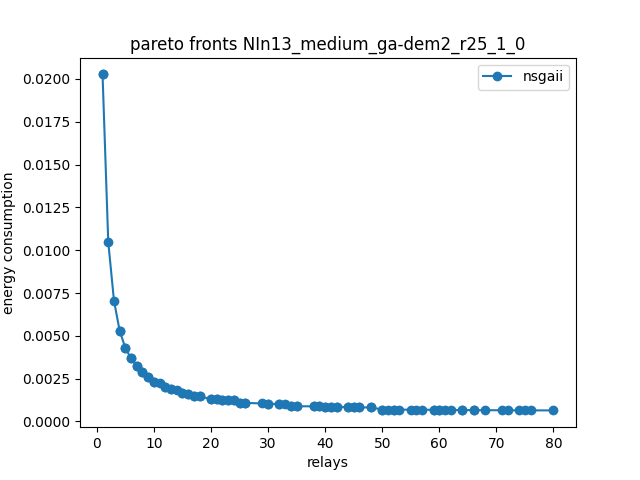 pareto fronts NIn13_medium_ga-dem2_r25_1_0
nsgaii
energy consumption
0.0200
0.0175
0.0150
0.0125
0.0100
0.0075
0.0050
0.0025
0.0000
0 10 20 30 40 50 60 70 80
relays